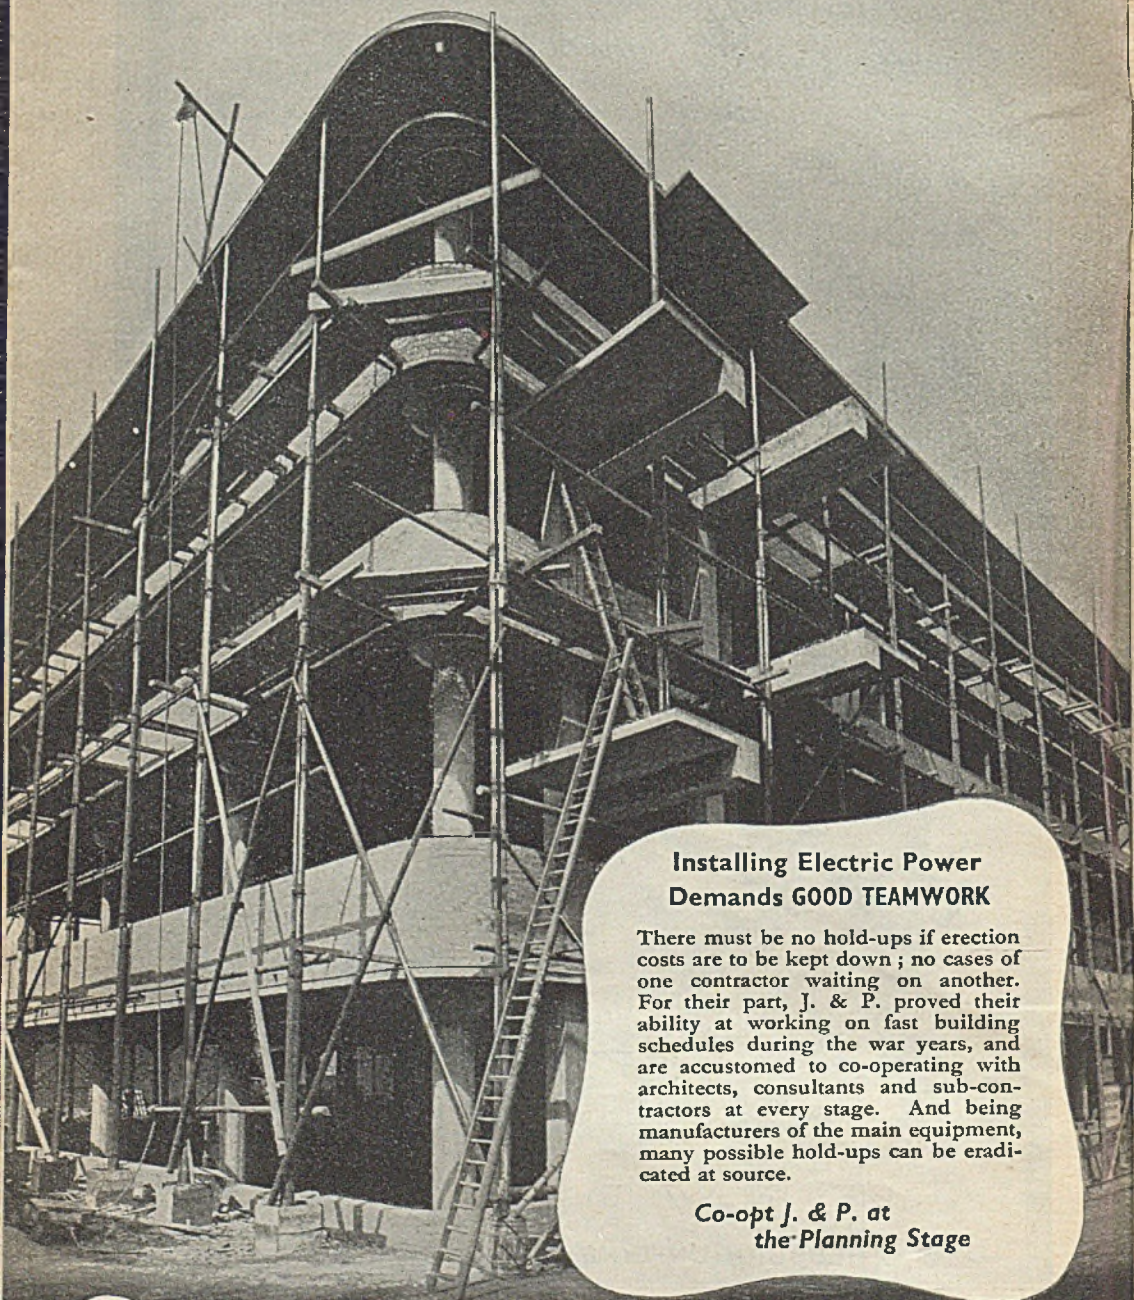 Installing Electric Power
Demands GOOD TEAMWORK
There must be no hold-ups if erection
costs are to be kept down ; no cases of
one contractor waiting on another.
For their part, J. & P. proved their
ability at working on fast building
schedules during the war years, and
are accustomed to co-operating with
architects, consultants and sub-con-
tractors at every stage. And being
manufacturers of the main equipment,
many possible hold-ups can be eradi-
cated at source.
Co-opt J. & P. at
the Planning Stage